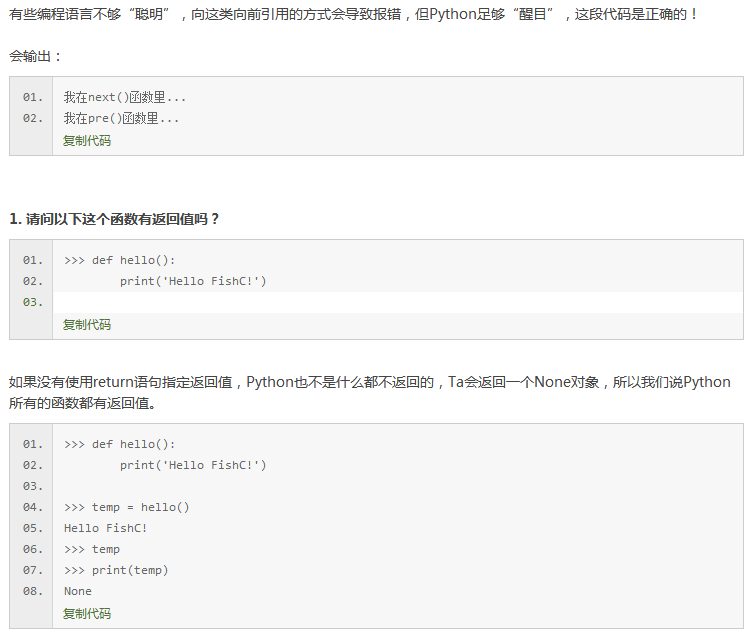 有些编程语言不够“聪明”，向这类向前引用的方式会导致报错，但Python足够“醒目”，这段代码是正确的！
会输出：
01. 我在next()函数里...
02. 我在pre()函数里...
复制代码
1. 请问以下这个函数有返回值吗？
01. >>> def hello():
02. print('Hello FishC!')
03.
复制代码
如果没有使用return语句指定返回值，Python也不是什么都不返回的，Ta会返回一个None对象，所以我们说Python
所有的函数都有返回值。
01. >>> def hello():
02. print('Hello FishC!')
03.
04. >>> temp = hello()
05. Hello FishC!
06. >>> temp
07. >>> print(temp)
08. None
复制代码